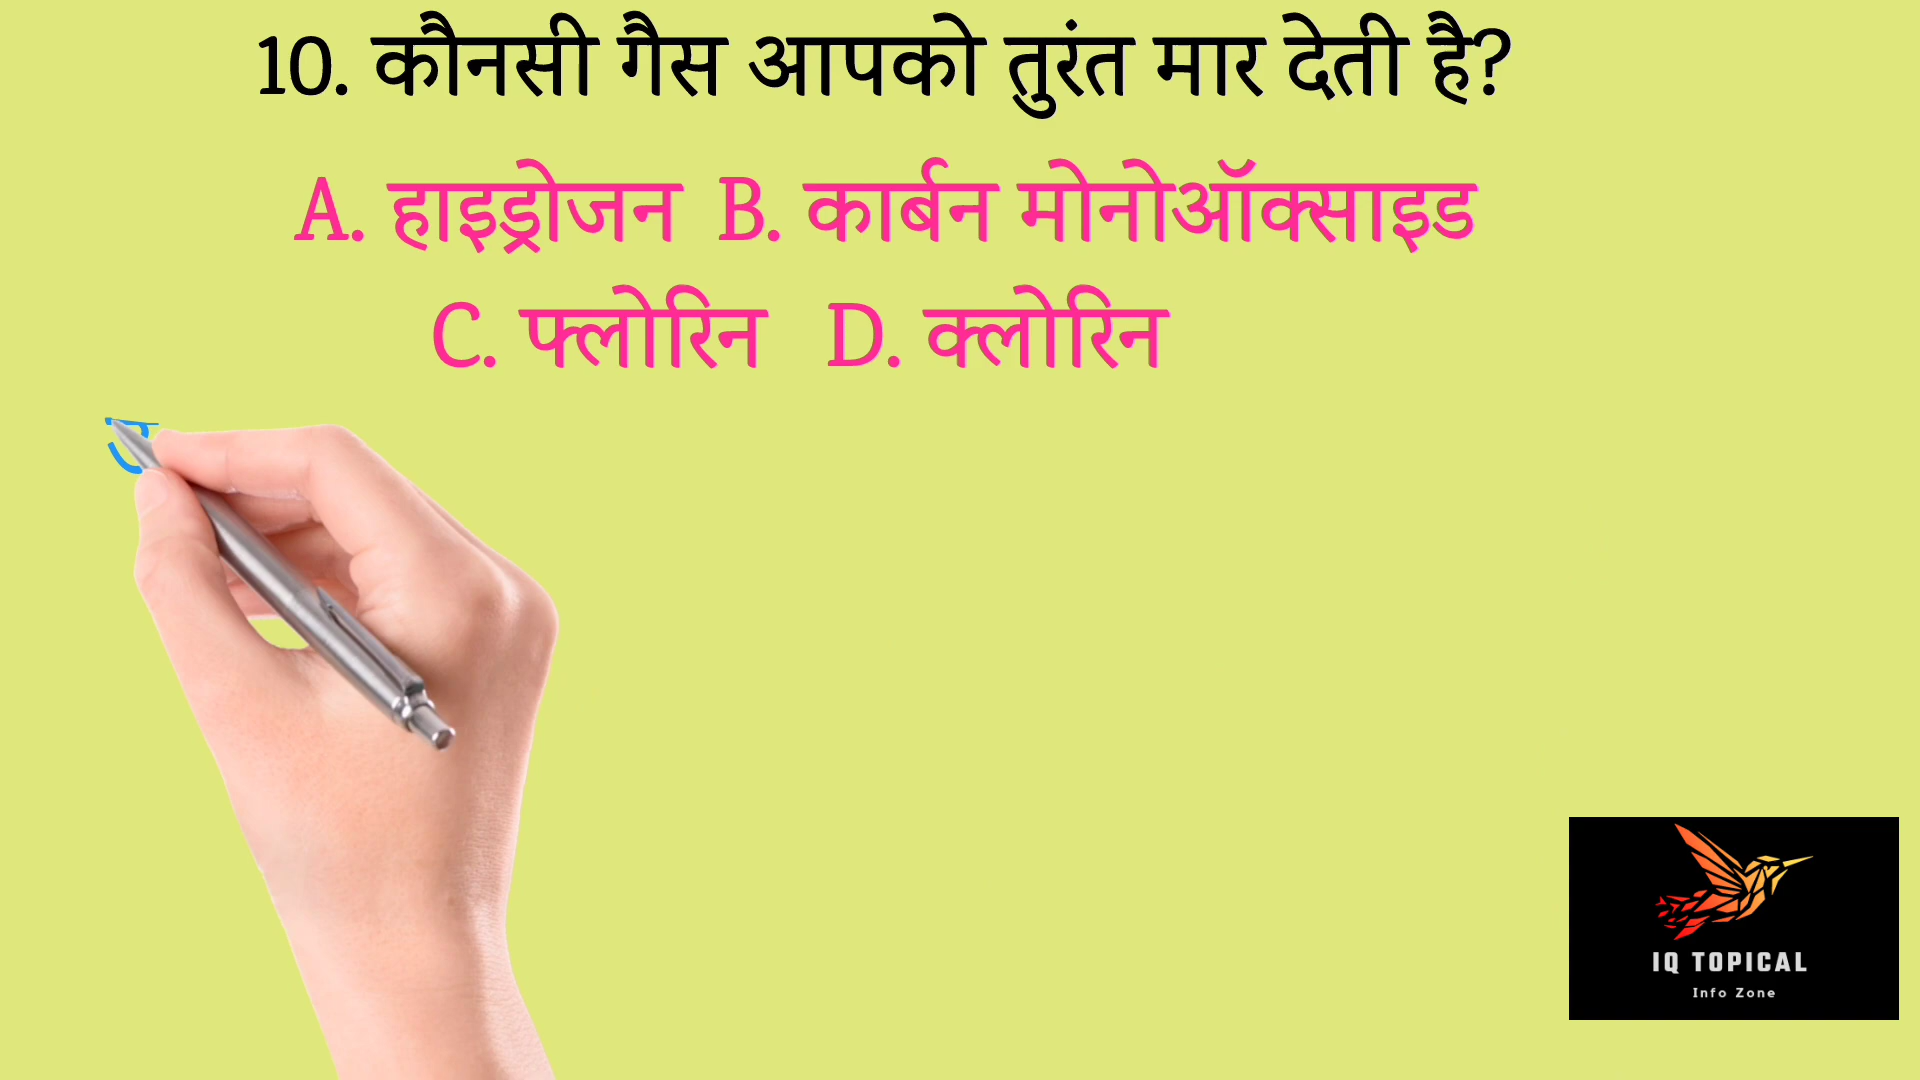 10. कौनसी गैस आपको तुरंत मार देती है?
A. हाइड्रोजन B. कार्बन मोनोऑक्साइड
C. फ्लोरिन D. क्लोरिन
IQ TOPICAL
Info Zone